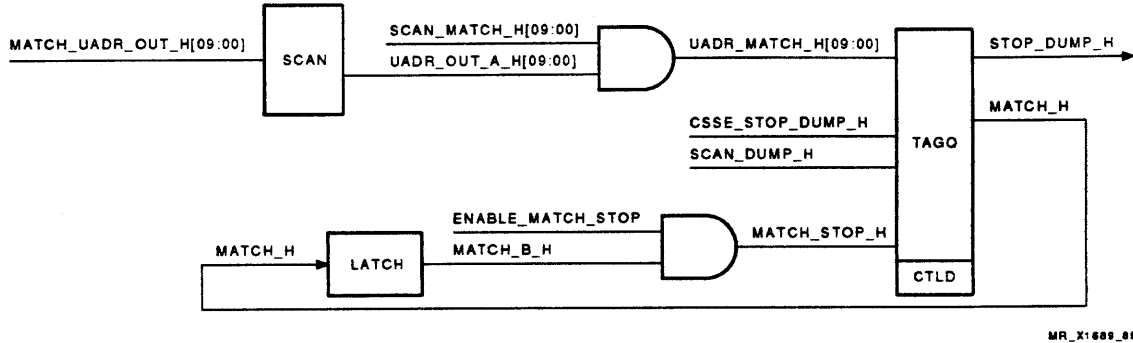 SCAN_MATCH_H[09:00]
MATCH_UADR_OUT_H[09:00]
SCAN
UADR_OUT_A_H[09:00]
UADR_MATCH_H[09:00]
STOP_DUMP_H
MATCH_H
CSSE_STOP_DUMP_H
TAGQ
SCAN_DUMP_H
ENABLE_MATCH_STOP
MATCH_H
LATCH
MATCH_B_H
MATCH_STOP_H
CTLD